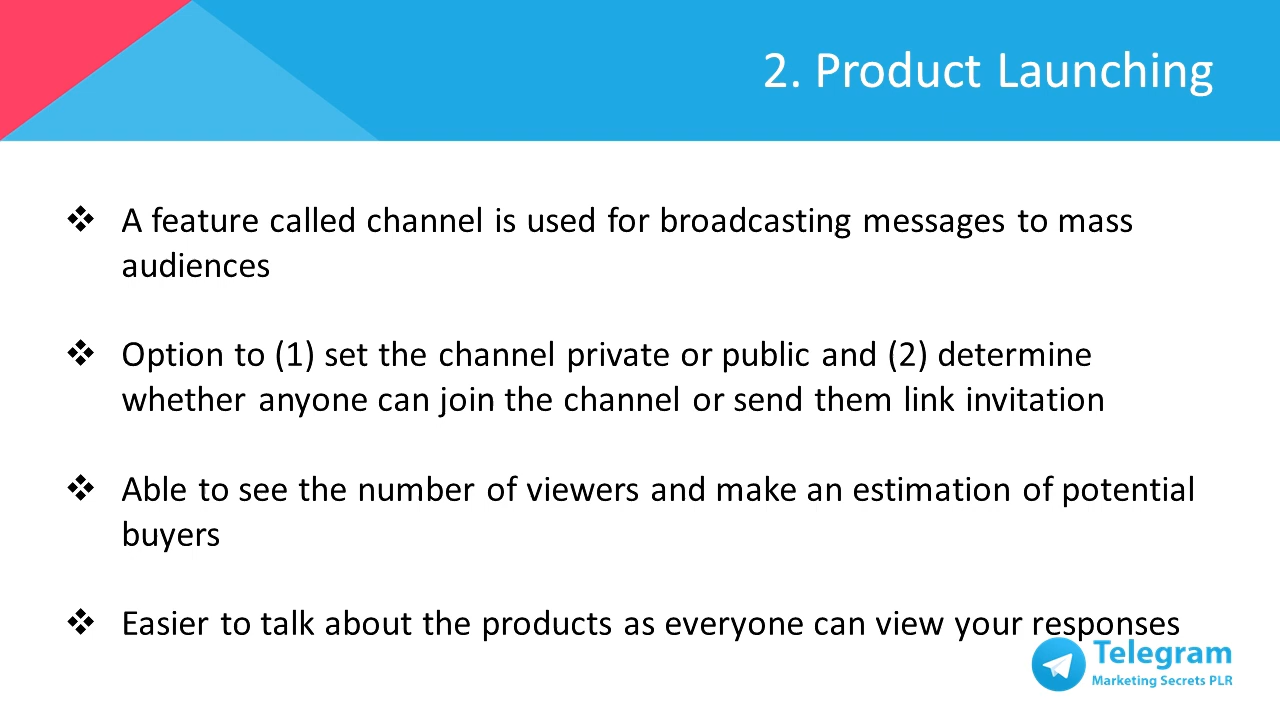 2. Product Launching
❖ A feature called channel is used for broadcasting messages to mass
audiences
❖ Option to (1) set the channel private or public and (2) determine
whether anyone can join the channel or send them link invitation
❖ Able to see the number of viewers and make an estimation of potential
buyers
❖ Easier to talk about the products as everyone can view your responses
Telegram
Marketing Secrets PLR